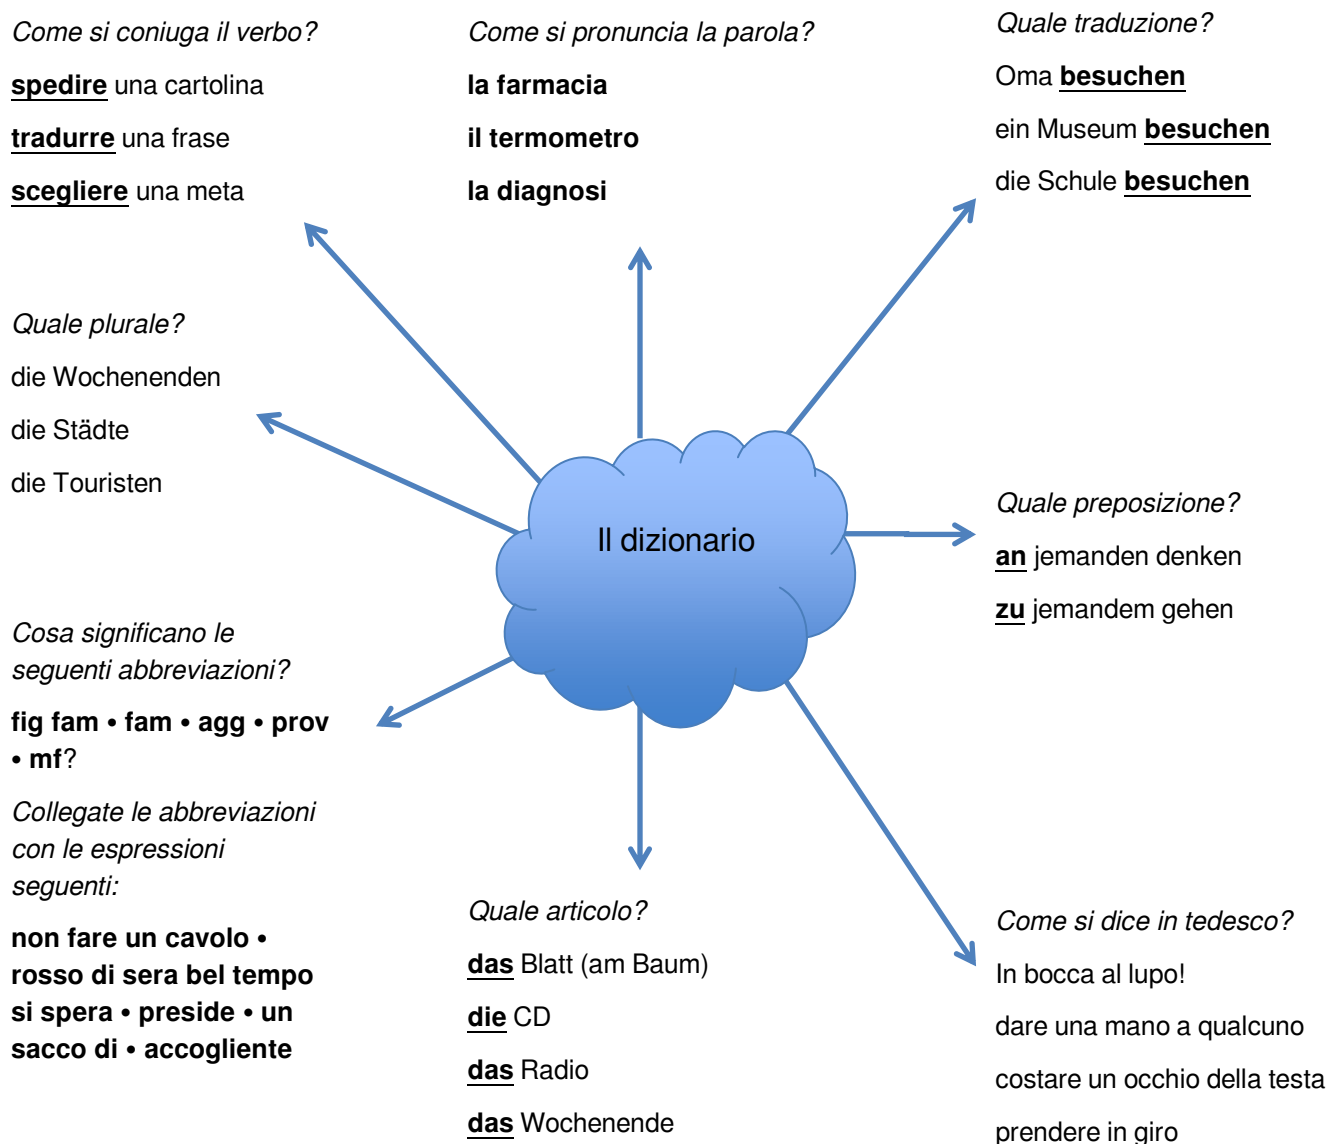 Come si coniuga il verbo?
spedire una cartolina
tradurre una frase
scegliere una meta
Come si pronuncia la parola?
la farmacia
il termometro
la diagnosi
Quale traduzione?
Oma besuchen
ein Museum besuchen
die Schule besuchen
Quale plurale?
die Wochenenden
die Städte
die Touristen
Il dizionario
Quale preposizione?
an jemanden denken
zu jemandem gehen
Cosa significano le
seguenti abbreviazioni?
fig fam • fam • agg • prov
• mf?
Collegate le abbreviazioni
con le espressioni
seguenti:
non fare un cavolo •
rosso di sera bel tempo
si spera • preside • un
sacco di • accogliente
Quale articolo?
das Blatt (am Baum)
die CD
das Radio
das Wochenende
Come si dice in tedesco?
In bocca al lupo!
dare una mano a qualcuno
costare un occhio della testa
prendere in giro